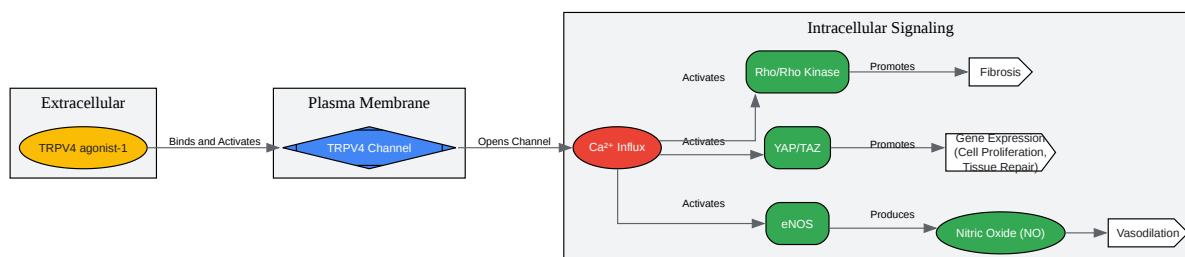 Intracellular Signaling
Extracellular
Plasma Membrane
TRPV4 agonist-1
Binds and Activates
TRPV4 Channel
Opens Channel
Ca²⁺ Influx
Activates
Rho/Rho Kinase
Promotes
Fibrosis
Activates
YAP/TAZ
Promotes
Gene Expression
(Cell Proliferation,
Tissue Repair)
Activates
eNOS
Produces
Nitric Oxide (NO)
Vasodilation